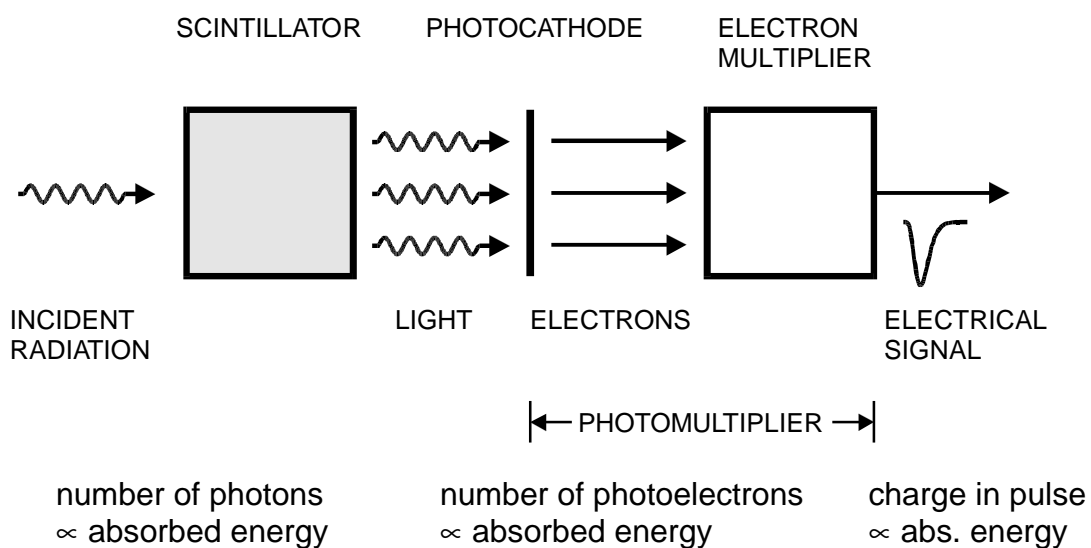 SCINTILLATOR
PHOTOCATHODE
ELECTRON
MULTIPLIER
INCIDENT
RADIATION
LIGHT
ELECTRONS
ELECTRICAL
SIGNAL
PHOTOMULTIPLIER
number of photons
∝ absorbed energy
number of photoelectrons
∝ absorbed energy
charge in pulse
∝ abs. energy